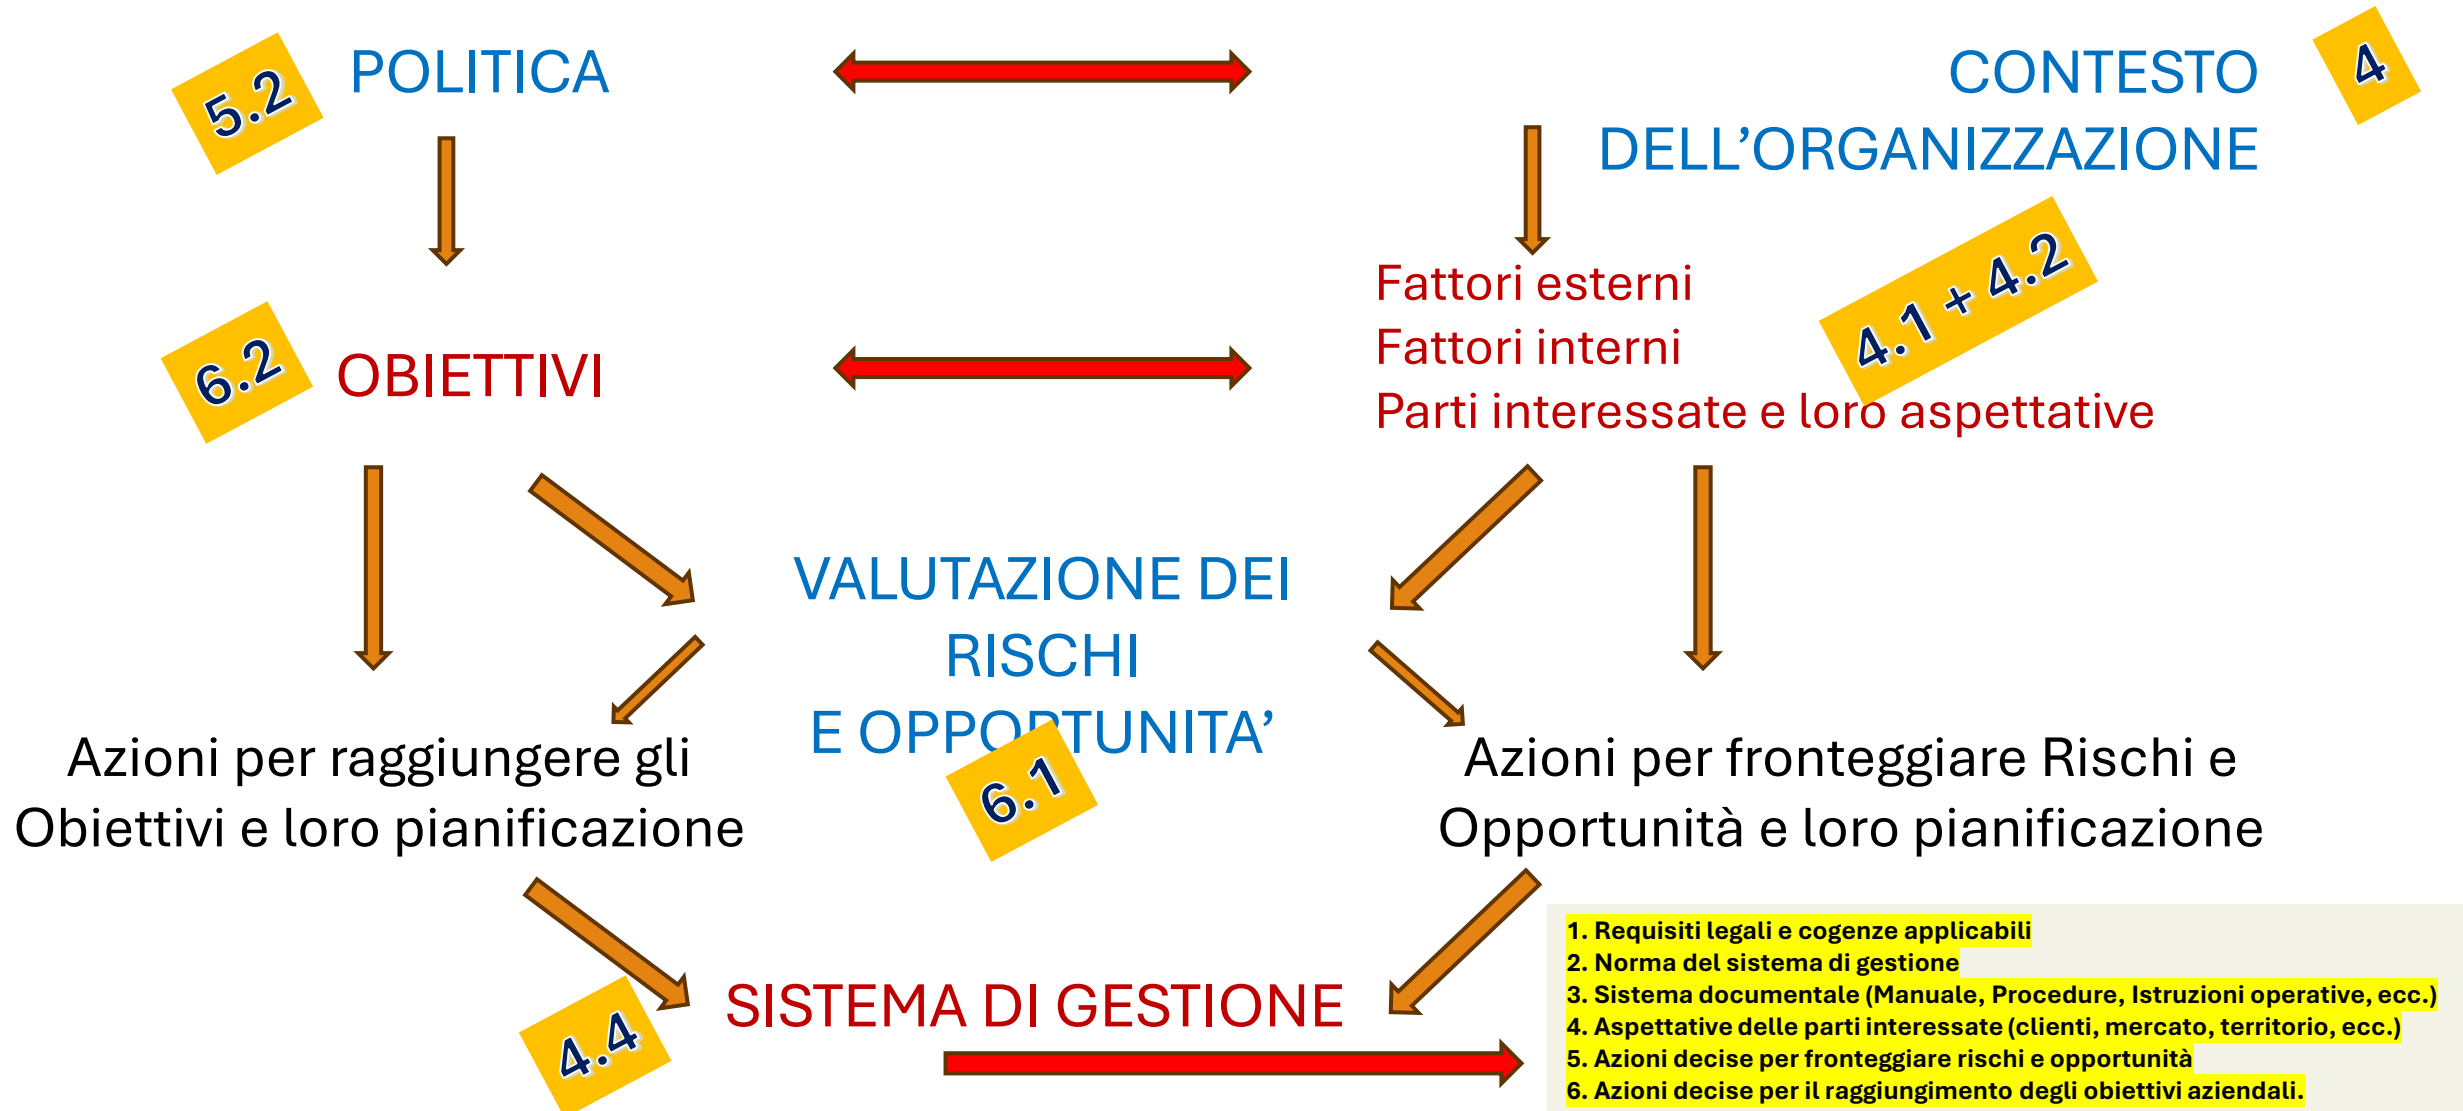 5.2
POLITICA
CONTESTO
DELL’ORGANIZZAZIONE
4
Fattori esterni
Fattori interni
Parti interessate e loro aspettative
4.1 + 4.2
6.2
OBIETTIVI
VALUTAZIONE DEI
RISCHI
E OPPORTUNITA’
6.1
Azioni per raggiungere gli
Obiettivi e loro pianificazione
Azioni per fronteggiare Rischi e
Opportunità e loro pianificazione
4.4
SISTEMA DI GESTIONE
1. Requisiti legali e cogenze applicabili
2. Norma del sistema di gestione
3. Sistema documentale (Manuale, Procedure, Istruzioni operative, ecc.)
4. Aspettative delle parti interessate (clienti, mercato, territorio, ecc.)
5. Azioni decise per fronteggiare rischi e opportunità
6. Azioni decise per il raggiungimento degli obiettivi aziendali.